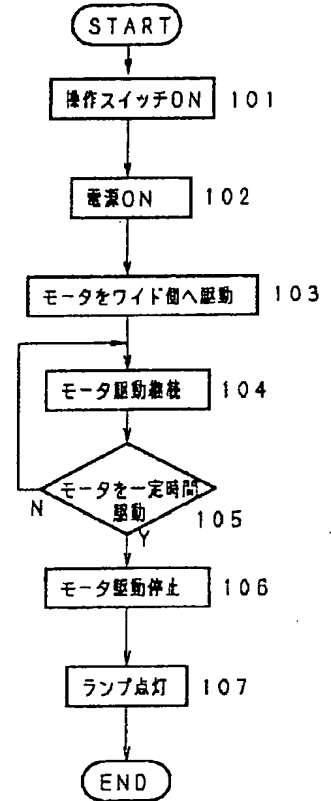 START
操作スイッチON 101
電源ON 102
モータをワイド側へ駆動 103
モータ駆動継続 104
モータを一定時間
駆動 105
N
Y
モータ駆動停止 106
ランプ点灯 107
END